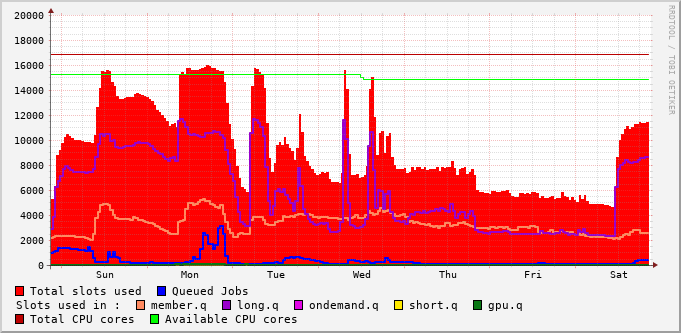 20000
18000
16000
14000
12000
10000
8000
6000
4000
2000
0
Sun Mon Tue Wed Thu Fri Sat
RRDTOOL / TOBI OETIKER
Total slots used Queued Jobs
Slots used in : member.q long.q ondemand.q short.q gpu.q
Total CPU cores Available CPU cores